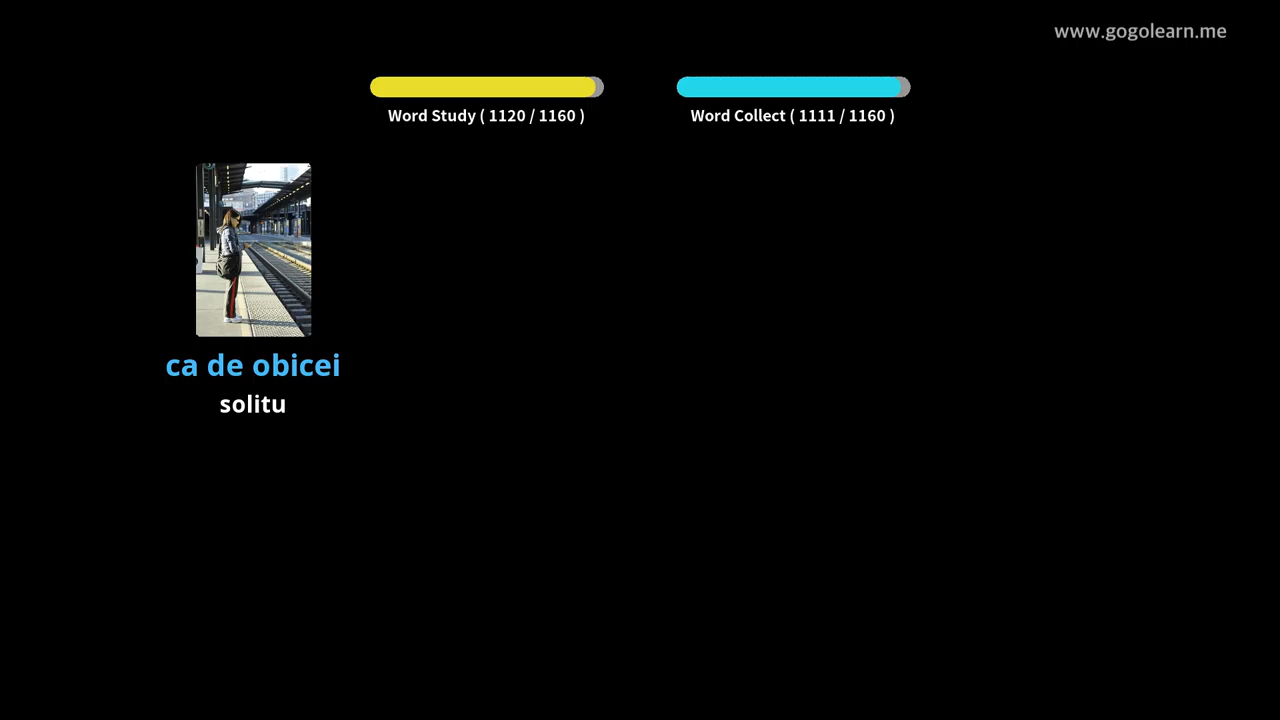 www.gogolearn.me
Word Study ( 1120 / 1160 )
Word Collect ( 1111 / 1160 )
ca de obicei
solitu